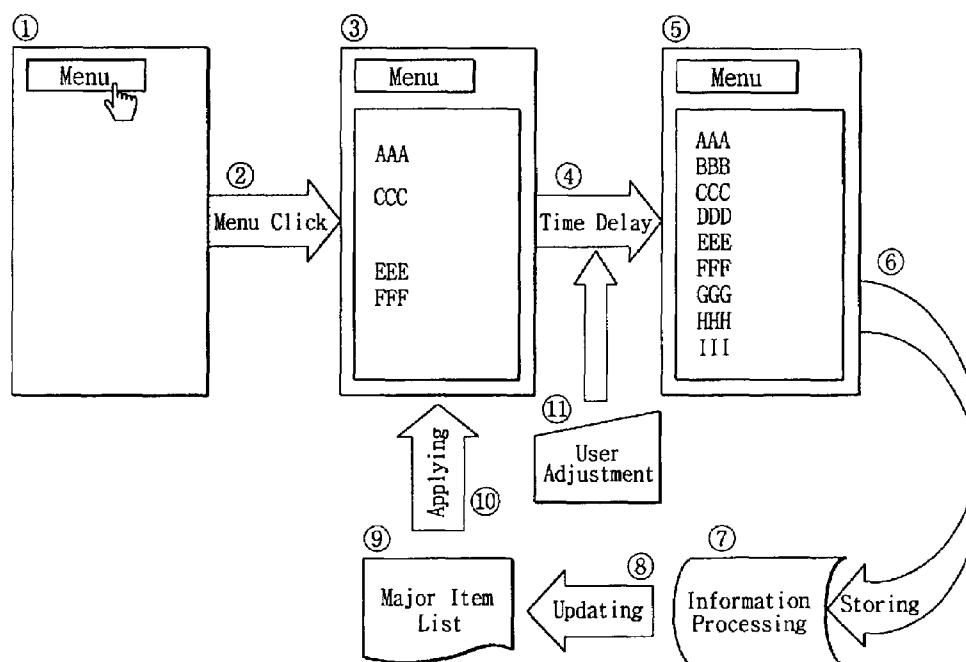 ①
Menu
② Menu Click
③
Menu
AAA
CCC
EEE
FFF
④
Time Delay
⑤
Menu
AAA
BBB
CCC
DDD
EEE
FFF
GGG
HHH
III
⑥
Storing
⑦
Information
Processing
⑧
Updating
⑨
Major Item
List
⑩
Applying
⑪
User
Adjustment